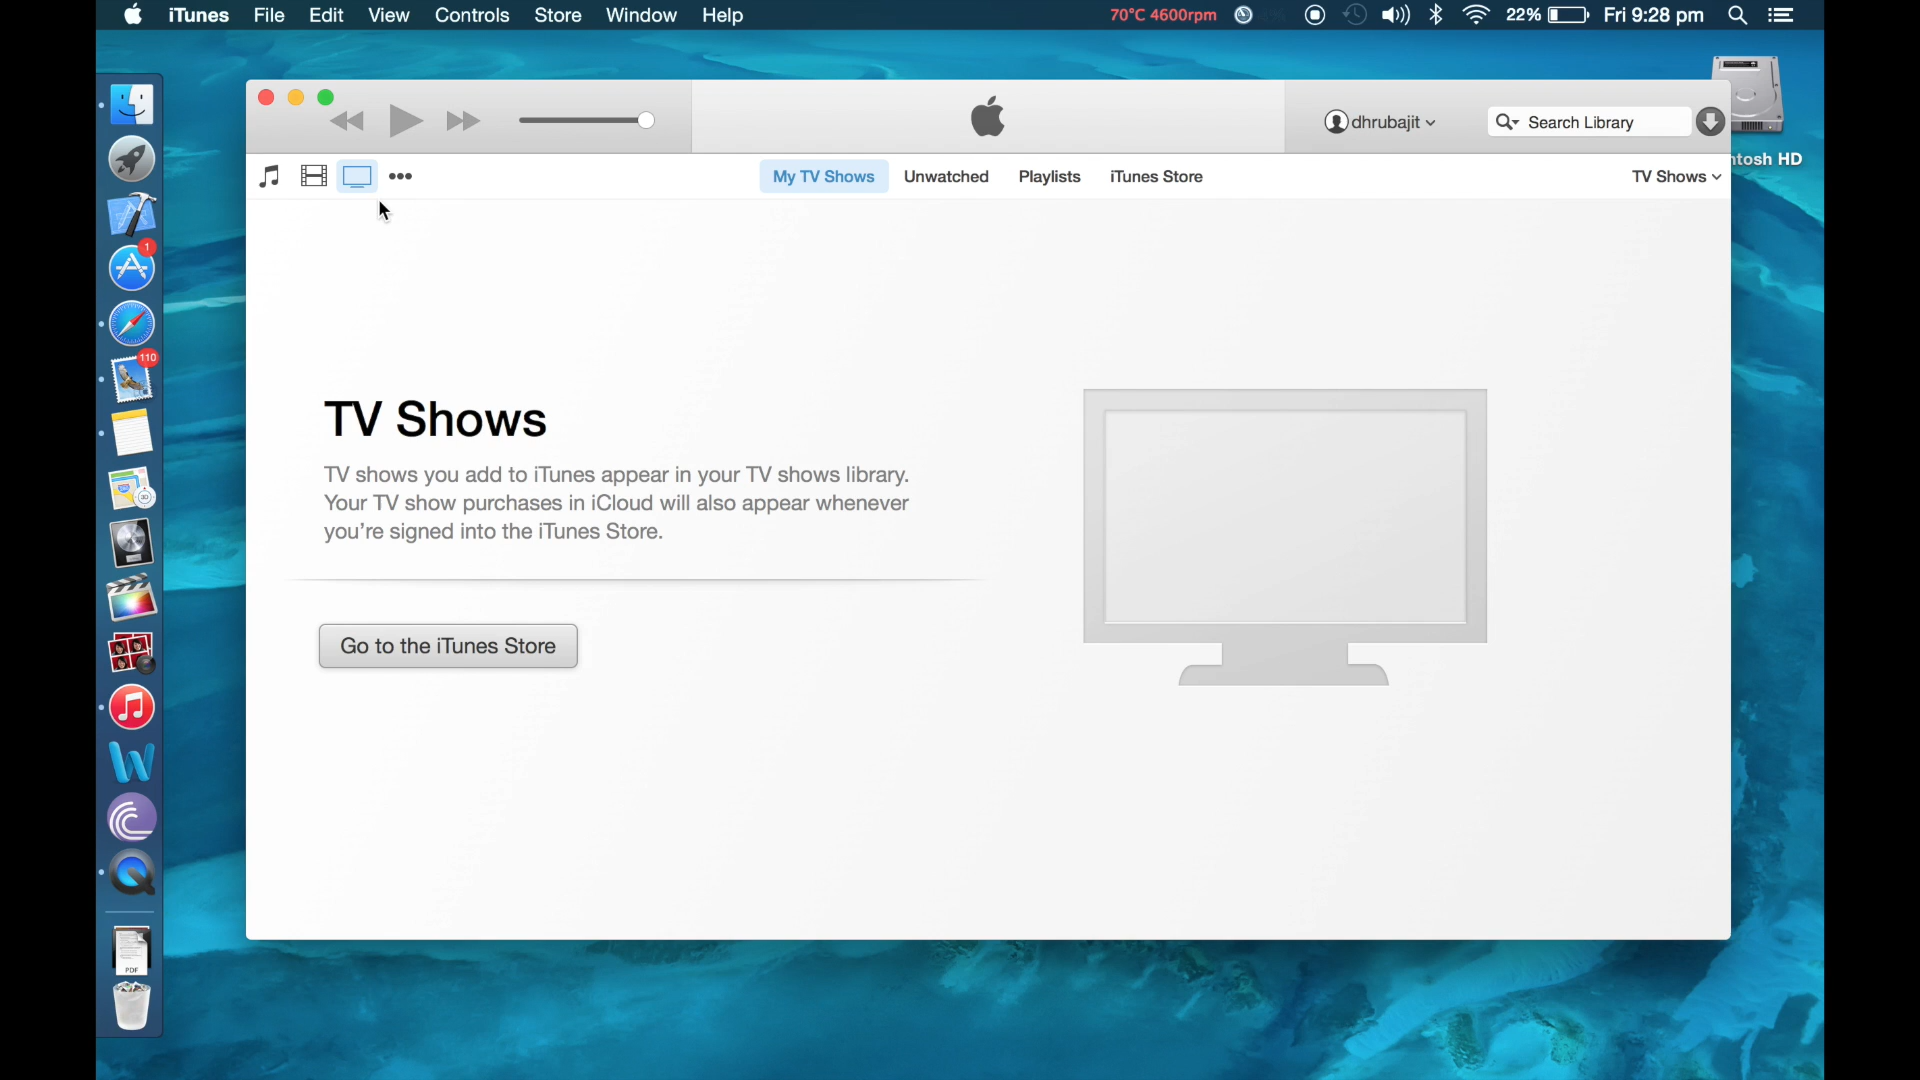 iTunes File Edit View Controls Store Window Help 70°C 4600rpm 22% Fri 9:28 pm
dhrubajit Search Library
ntosh HD
My TV Shows Unwatched Playlists iTunes Store TV Shows
1
110
3D
TV Shows
TV shows you add to iTunes appear in your TV shows library.
Your TV show purchases in iCloud will also appear whenever
you're signed into the iTunes Store.
Go to the iTunes Store
PDF